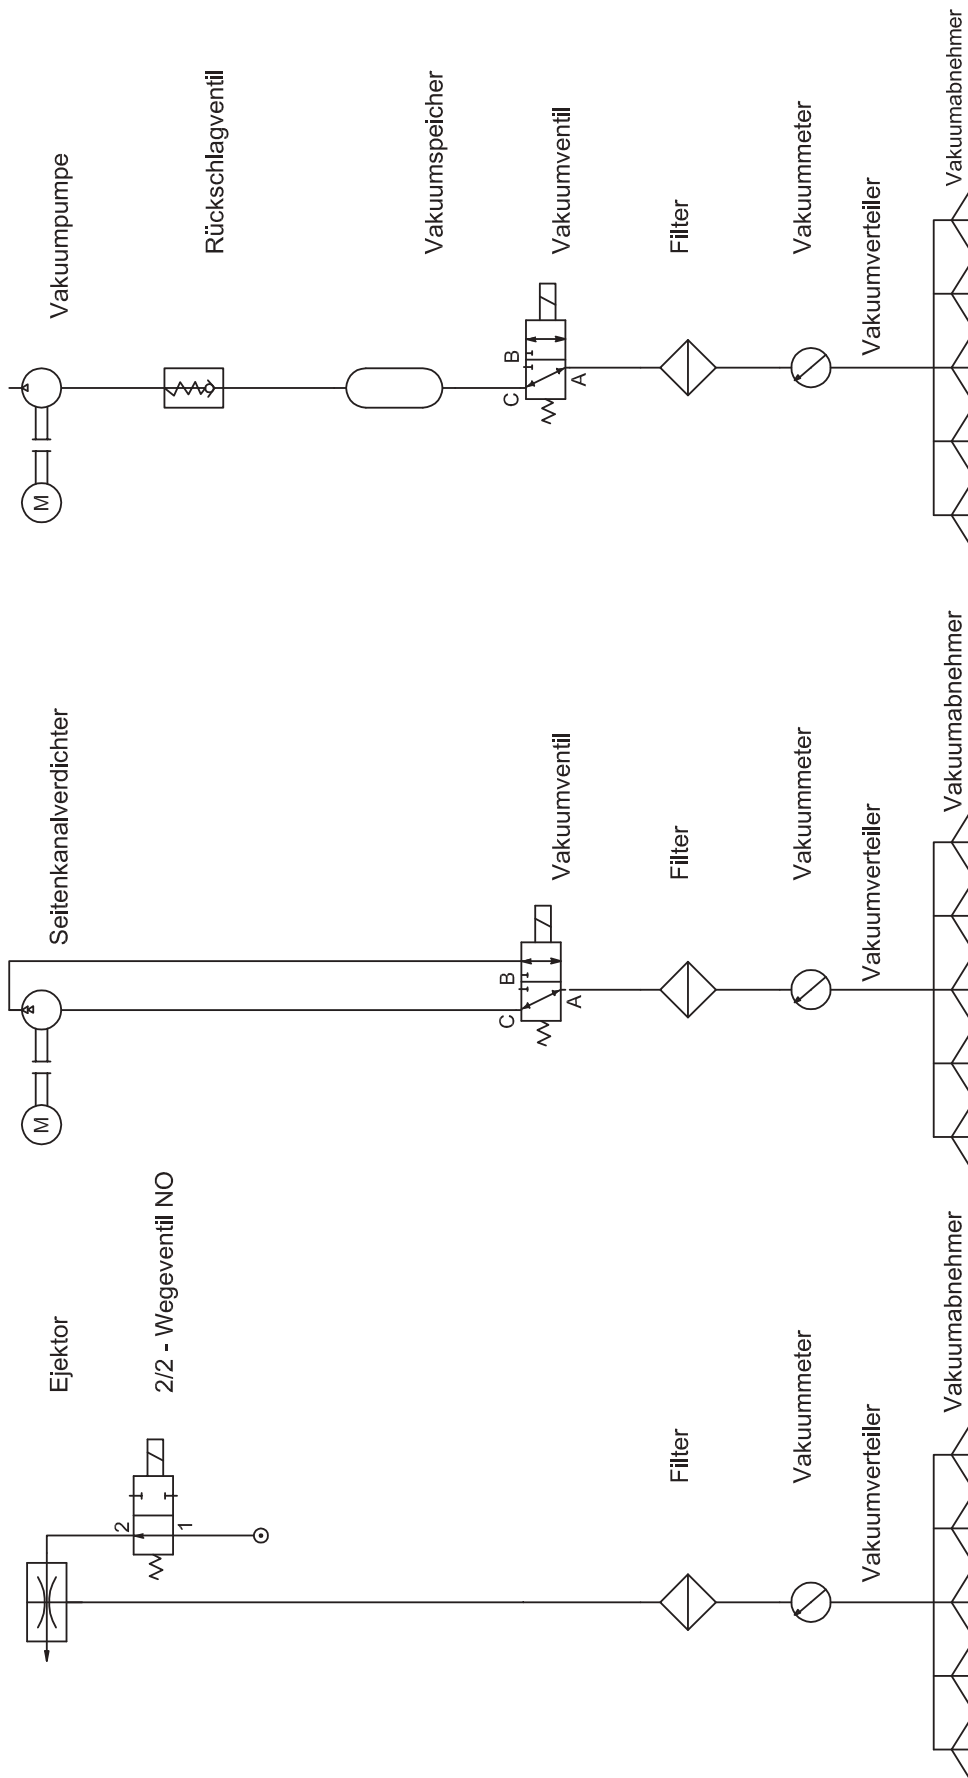 Ejektor
2/2 - Wegeventil NO
2
1
Filter
Vakuummeter
Vakuumverteiler
Vakuumabnehmer
Seitenkanalverdichter
M
Vakuumventil
C
B
A
Filter
Vakuummeter
Vakuumverteiler
Vakuumabnehmer
Vakuumpumpe
M
Rückschlagventil
Vakuumspeicher
Vakuumventil
C
B
A
Filter
Vakuummeter
Vakuumverteiler
Vakuumabnehmer